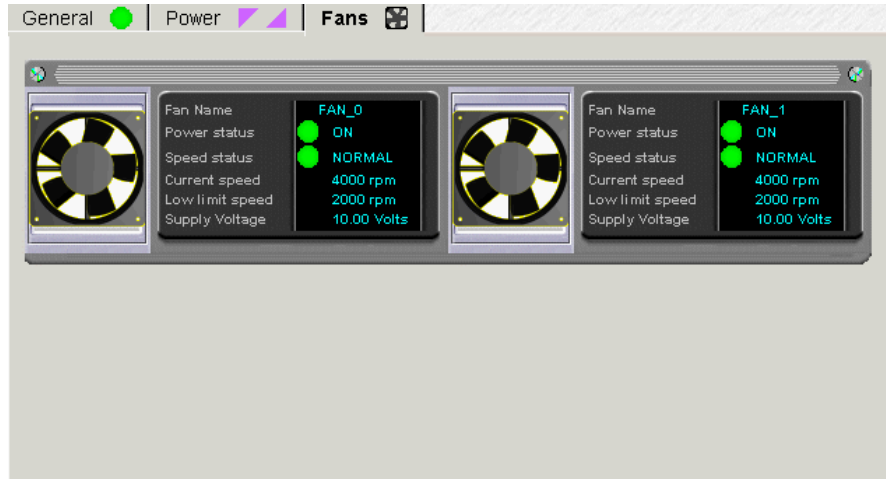 General Power Fans
Fan Name FAN_0
Power status ON
Speed status NORMAL
Current speed 4000 rpm
Low limit speed 2000 rpm
Supply Voltage 10.00 Volts
Fan Name FAN_1
Power status ON
Speed status NORMAL
Current speed 4000 rpm
Low limit speed 2000 rpm
Supply Voltage 10.00 Volts